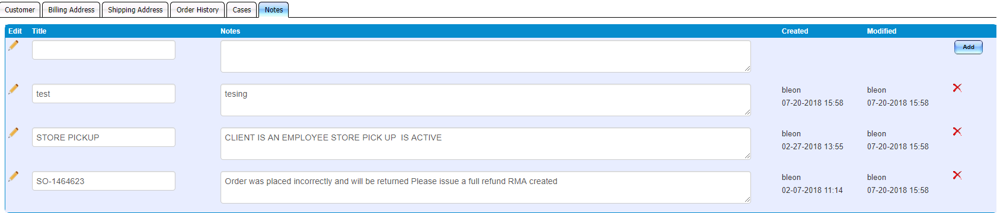 Customer Billing Address Shipping Address Order History Cases Notes
Edit Title Notes Created Modified
Add
test tesing bleon bleon
07-20-2018 15:58 07-20-2018 15:58
STORE PICKUP CLIENT IS AN EMPLOYEE STORE PICK UP  IS ACTIVE bleon bleon
02-27-2018 13:55 07-20-2018 15:58
SO-1464623 Order was placed incorrectly and will be returned Please issue a full refund RMA created bleon bleon
02-07-2018 11:14 07-20-2018 15:58